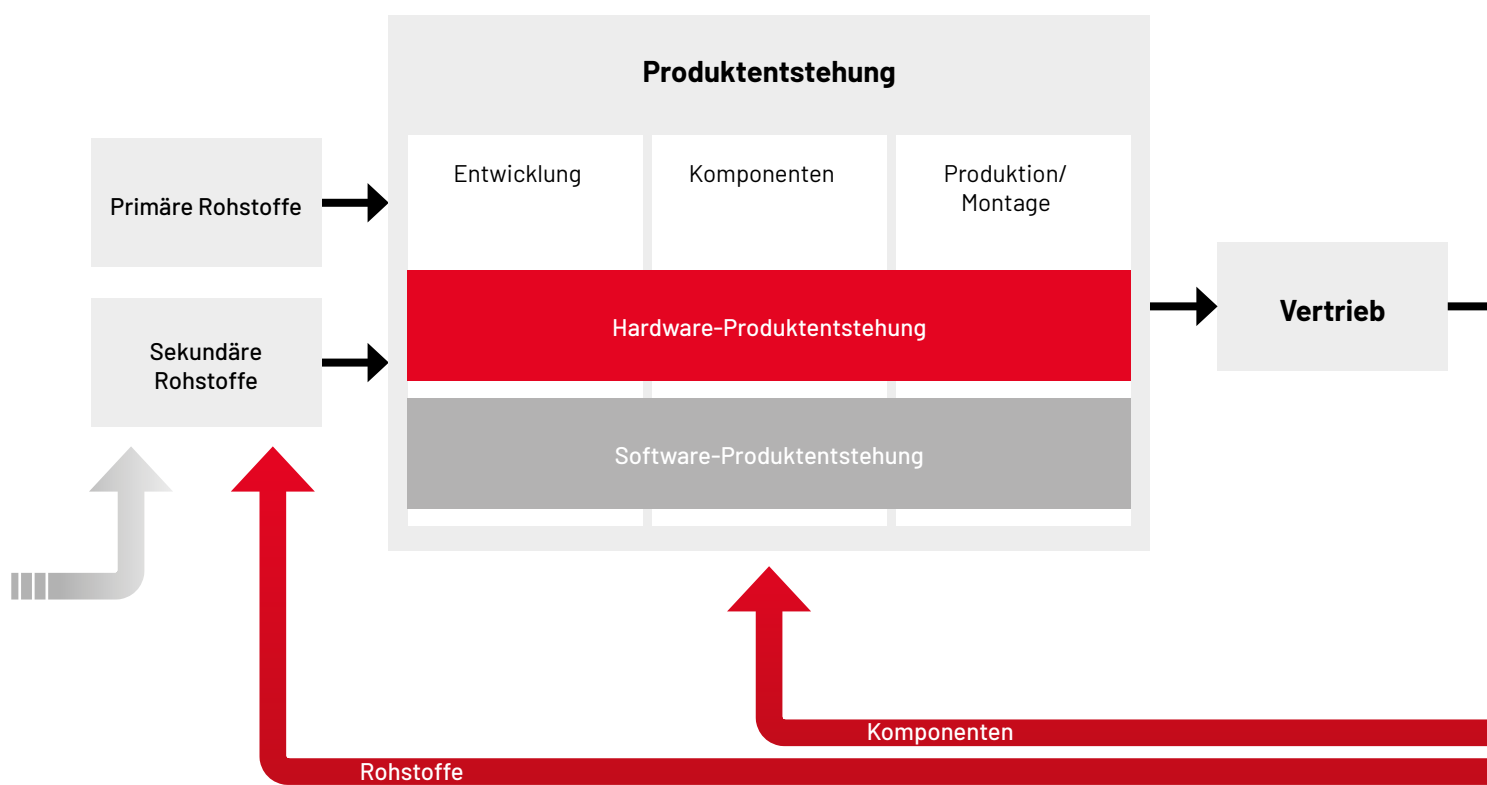 Produktentstehung
Primäre Rohstoffe
Sekundäre
Rohstoffe
Entwicklung
Komponenten
Produktion/
Montage
Hardware-Produktentstehung
Software-Produktentstehung
Vertrieb
Komponenten
Rohstoffe